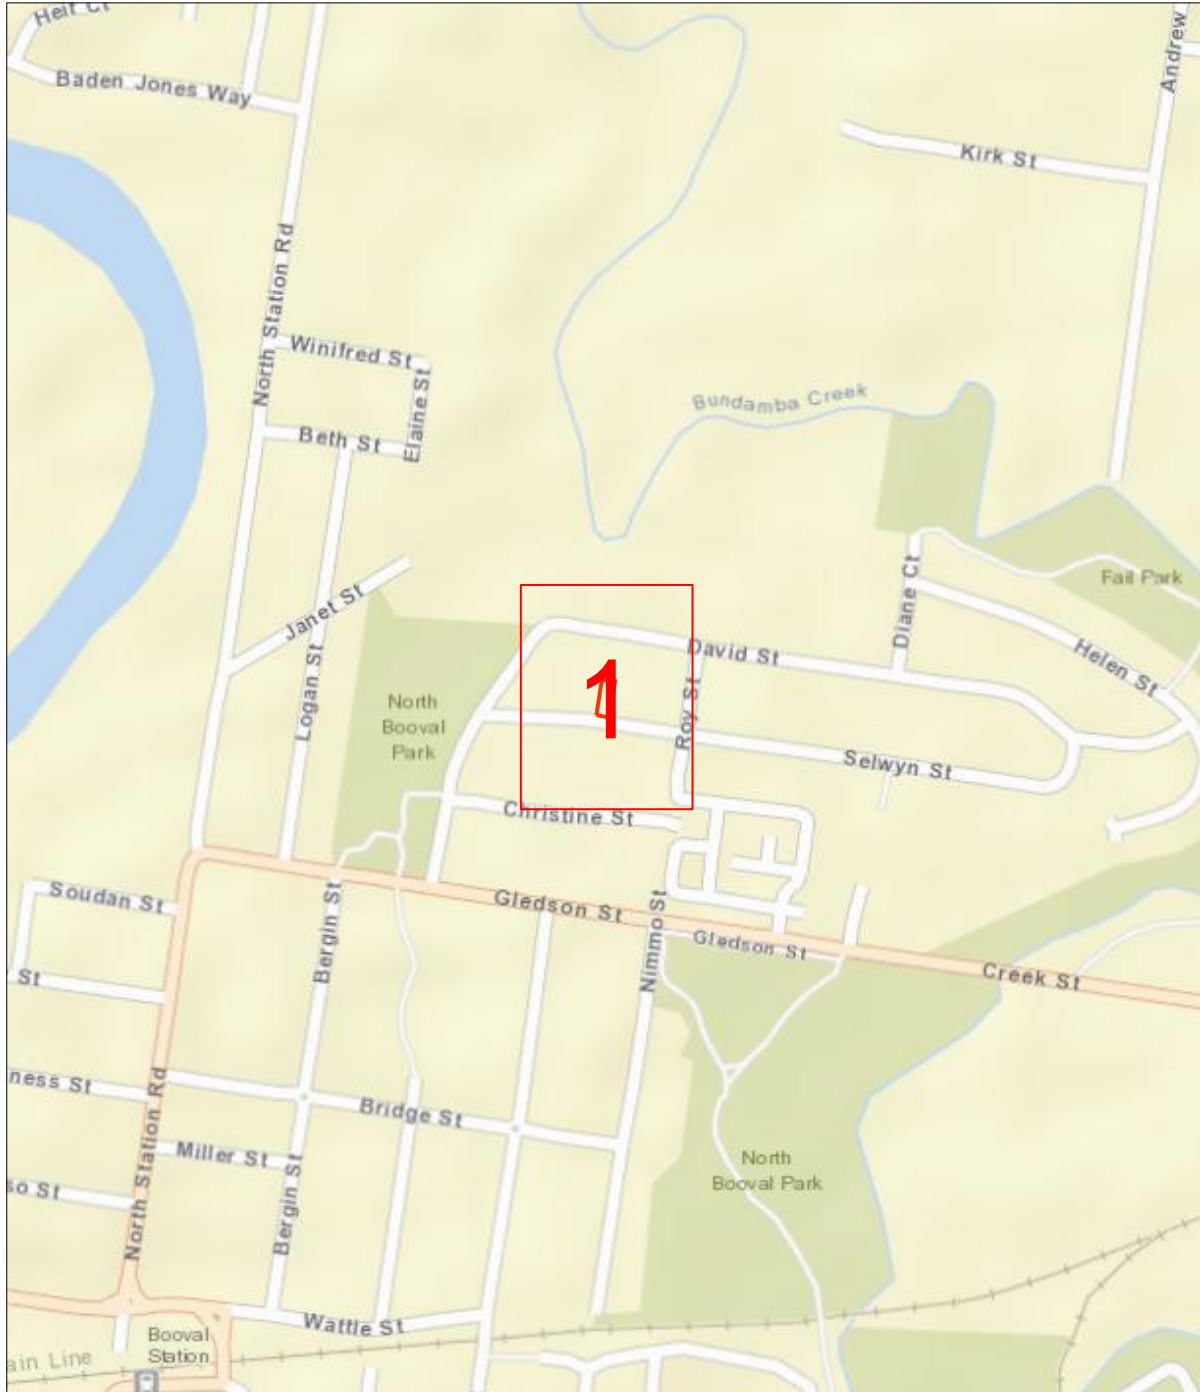 Helf Ct
Baden Jones Way
Andrew
Kirk St
North Station Rd
Winifred St
Elaine St
Beth St
Bundamba Creek
Janet St
Logan St
North
Booval
Park
1
David St
Roy St
Diane Ct
Fail Park
Helen St
Selwyn St
Christine St
Soudan St
Bergin St
Gledson St
Nimmo St
Gledson St
Creek St
St
ness St
North Station Rd
Bridge St
Miller St
so St
Bergin St
North
Booval Park
Wattle St
Booval
Station
ain Line